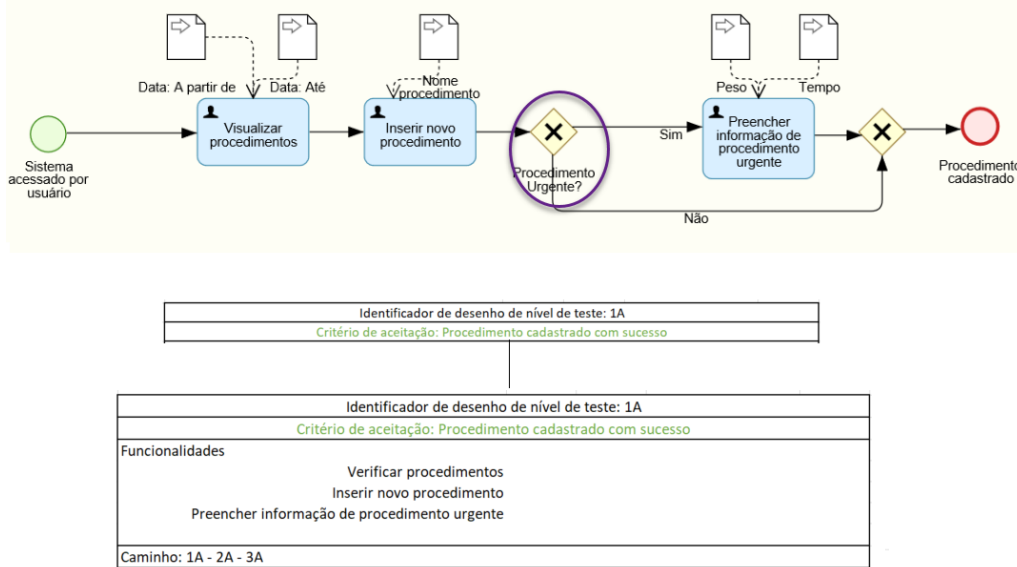 Data: A partir de
Data: Até
Nome
procedimento
Peso
Tempo
Visualizar
procedimentos
Inserir novo
procedimento
Sim
Preencher
informação de
procedimento
urgente
Sistema
acessado por
usuário
Procedimento
Urgente?
Não
Procedimento
cadastrado
Identificador de desenho de nível de teste: 1A
Critério de aceitação: Procedimento cadastrado com sucesso
Identificador de desenho de nível de teste: 1A
Critério de aceitação: Procedimento cadastrado com sucesso
Funcionalidades
Verificar procedimentos
Inserir novo procedimento
Preencher informação de procedimento urgente
Caminho: 1A - 2A - 3A